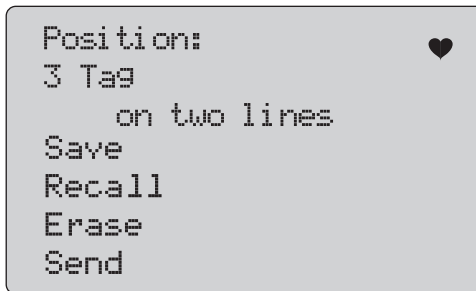 Position:
3 Tag
on two lines
Save
Recall
Erase
Send